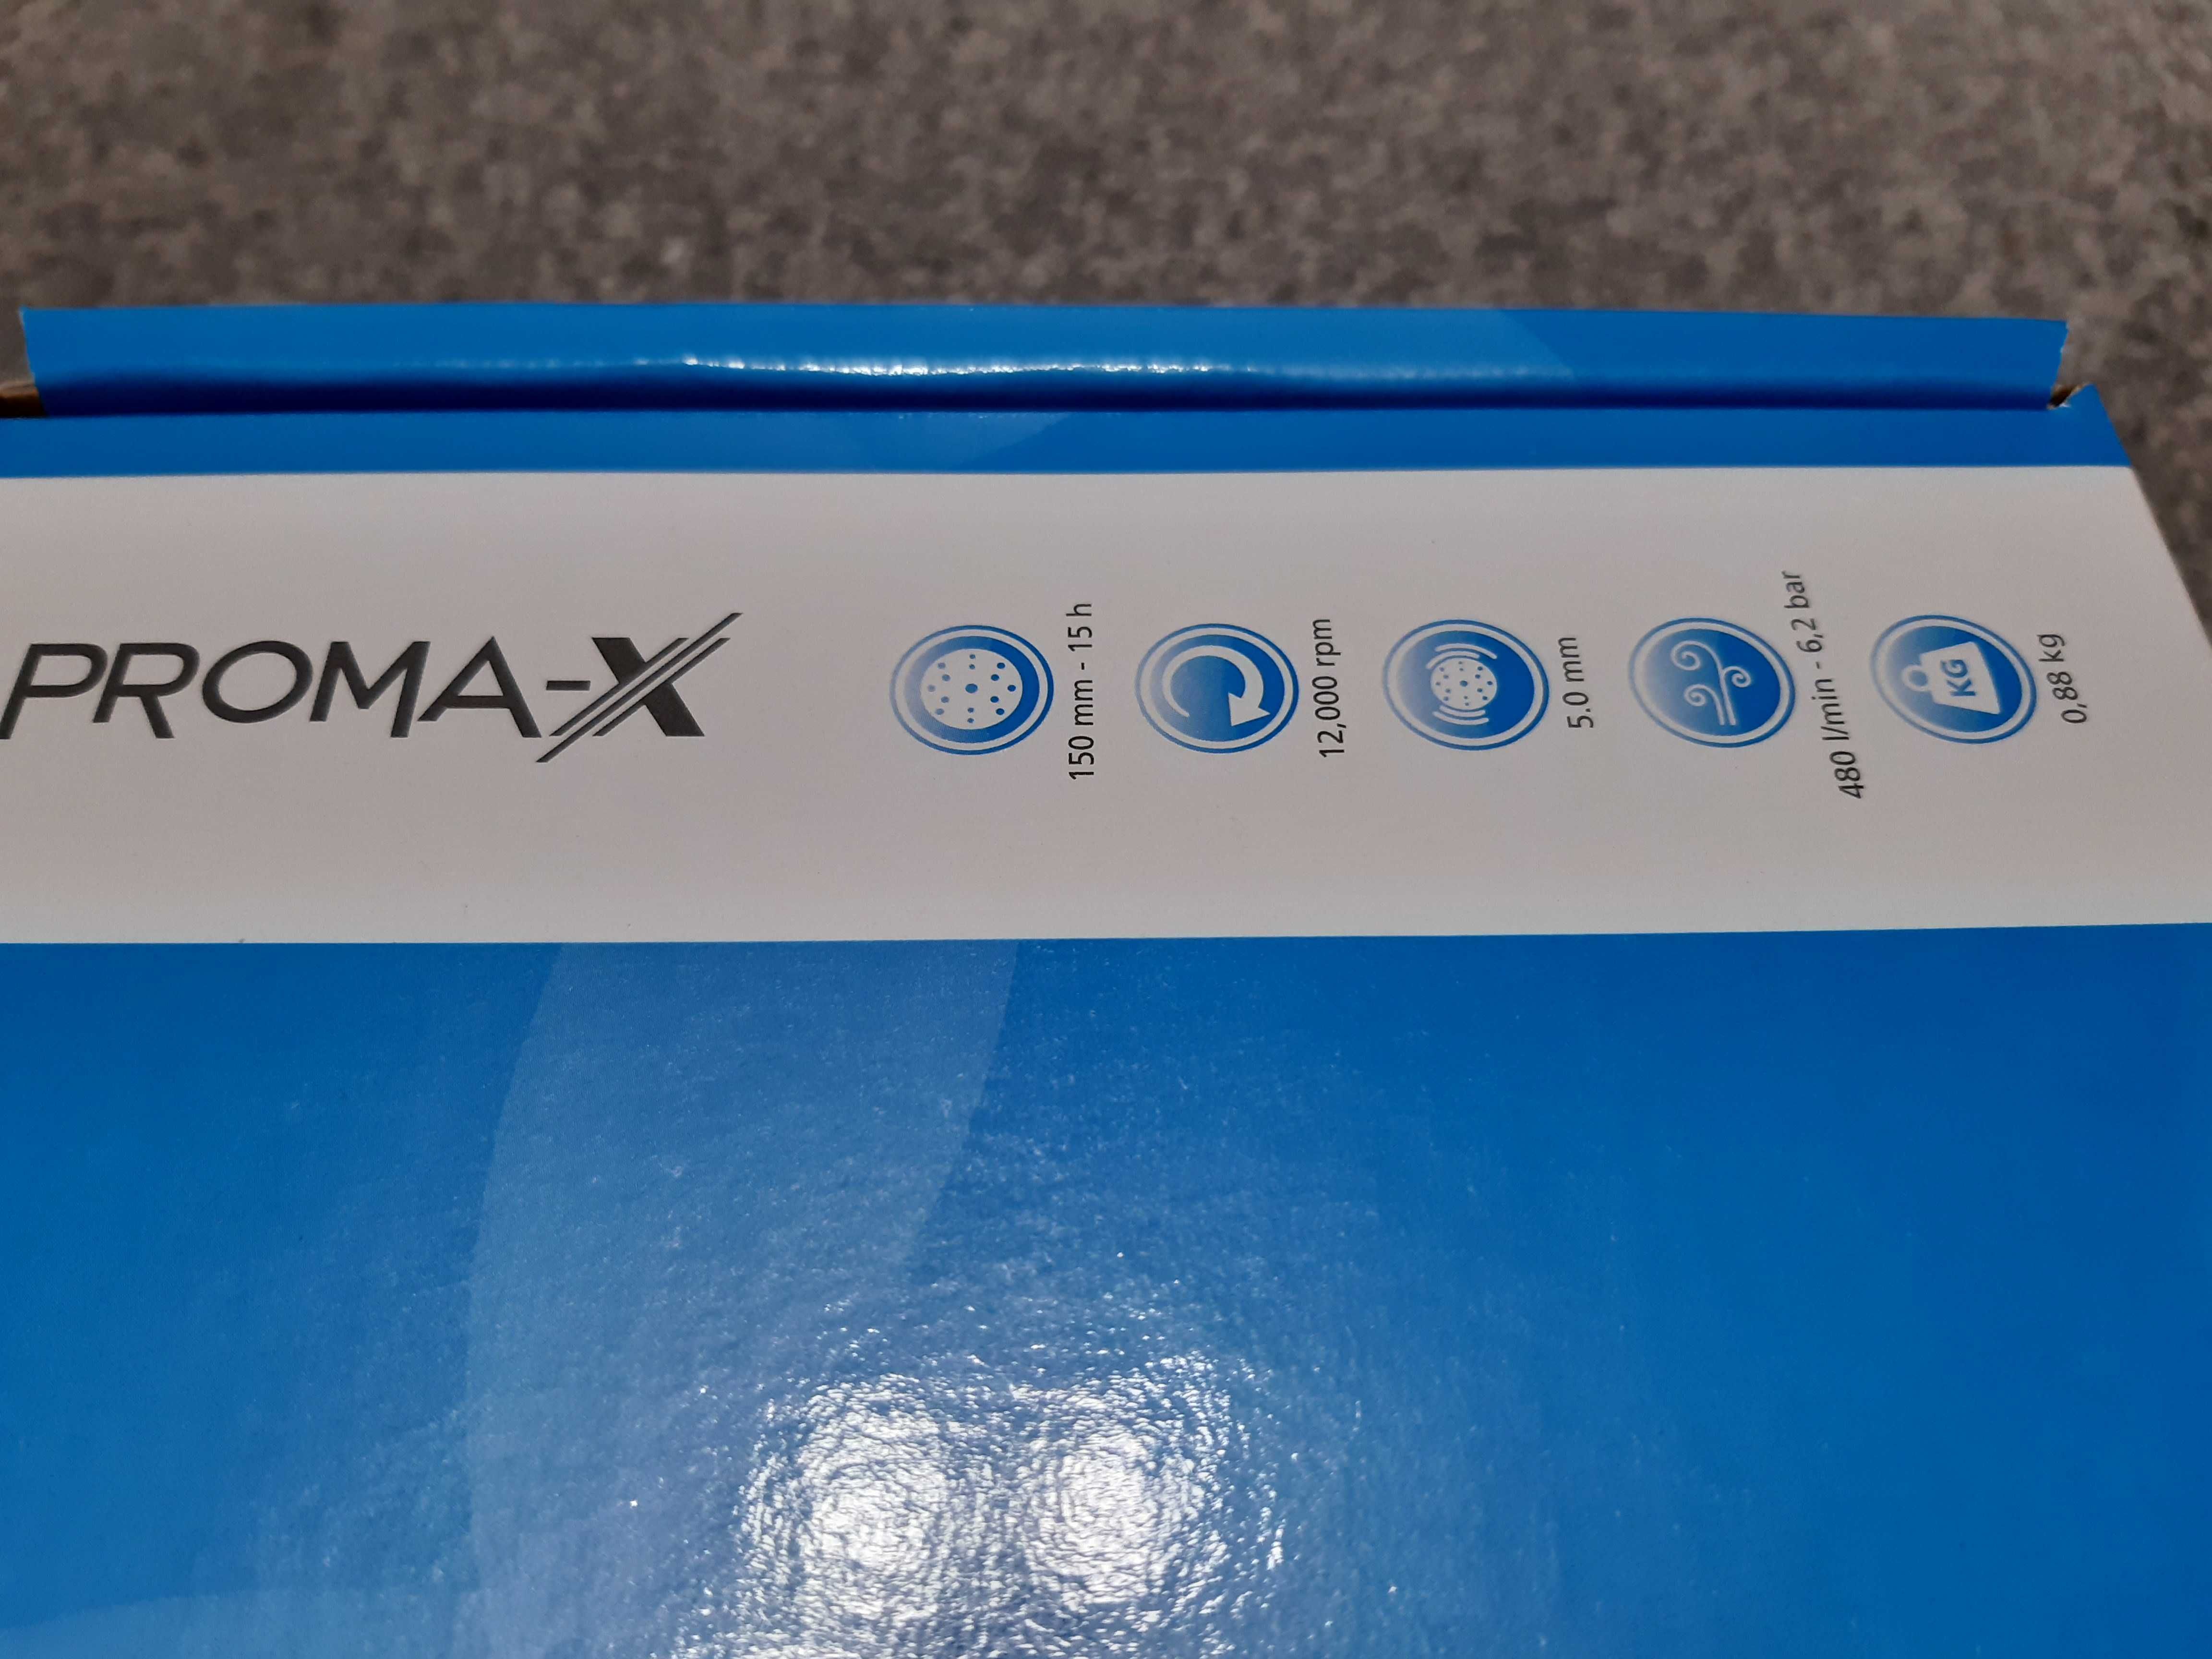 PROMA-X
150 mm - 15 h
12,000 rpm
5.0 mm
480 l/min - 6,2 bar
KG
0,88 kg